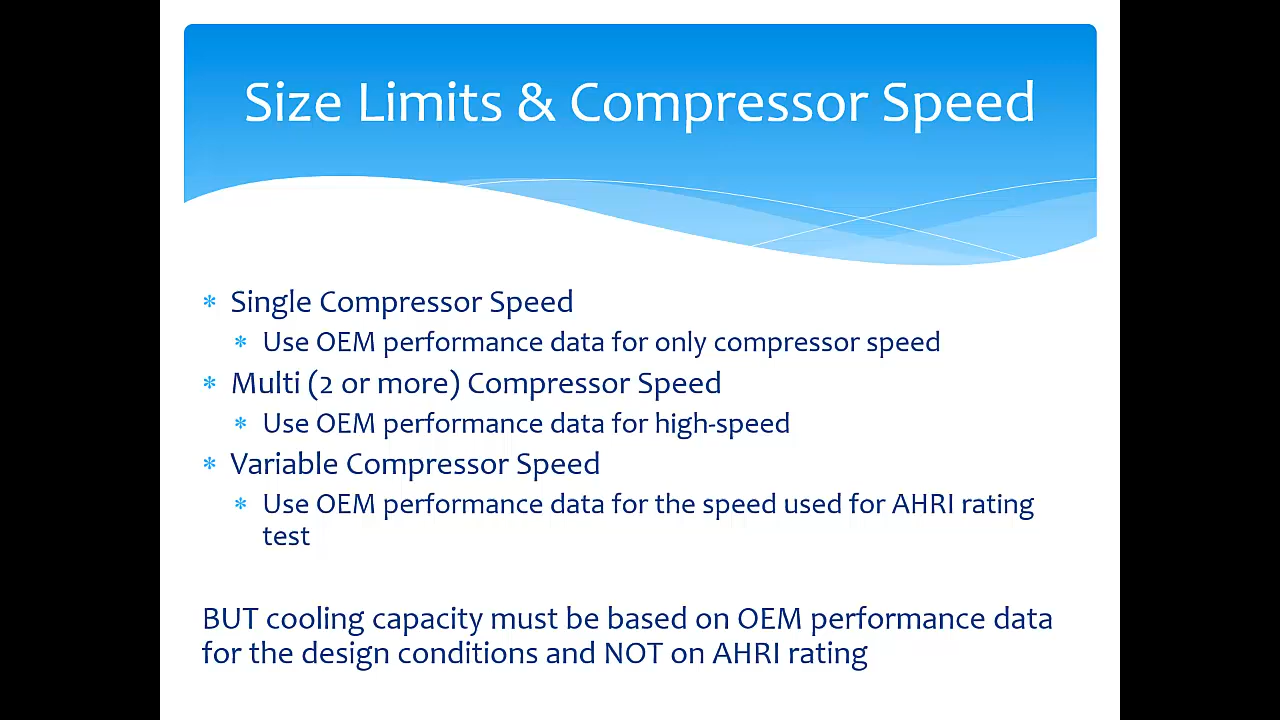 Size Limits & Compressor Speed
* Single Compressor Speed
* Use OEM performance data for only compressor speed
* Multi (2 or more) Compressor Speed
* Use OEM performance data for high-speed
* Variable Compressor Speed
* Use OEM performance data for the speed used for AHRI rating
test
BUT cooling capacity must be based on OEM performance data
for the design conditions and NOT on AHRI rating